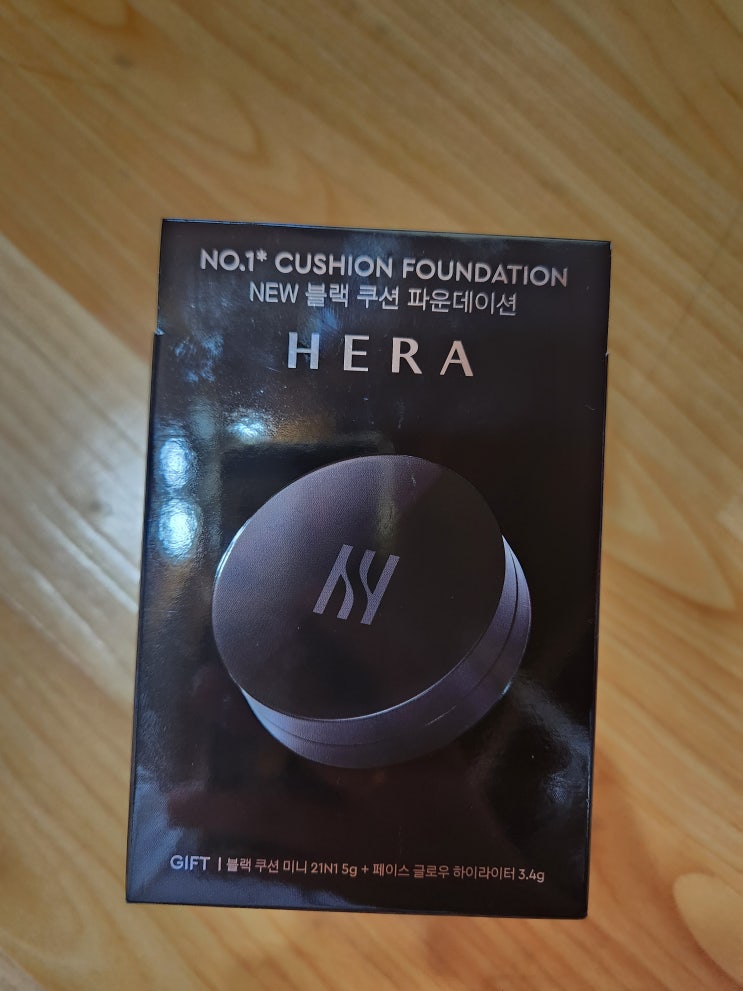 NO.1* CUSHION FOUNDATION
NEW 블랙 쿠션 파운데이션
HERA
GIFT | 블랙 쿠션 미니 21N1 5g + 페이스 글로우 하이라이터 3.4g